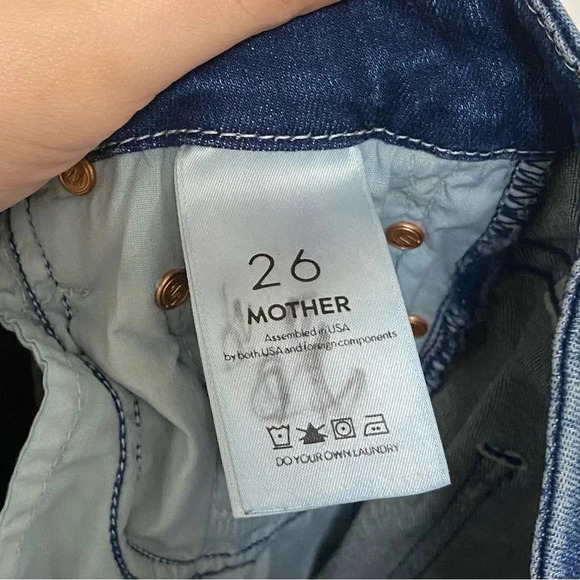 26
MOTHER
Assembled in USA
by both USA and foreign components
DO YOUR OWN LAUNDRY